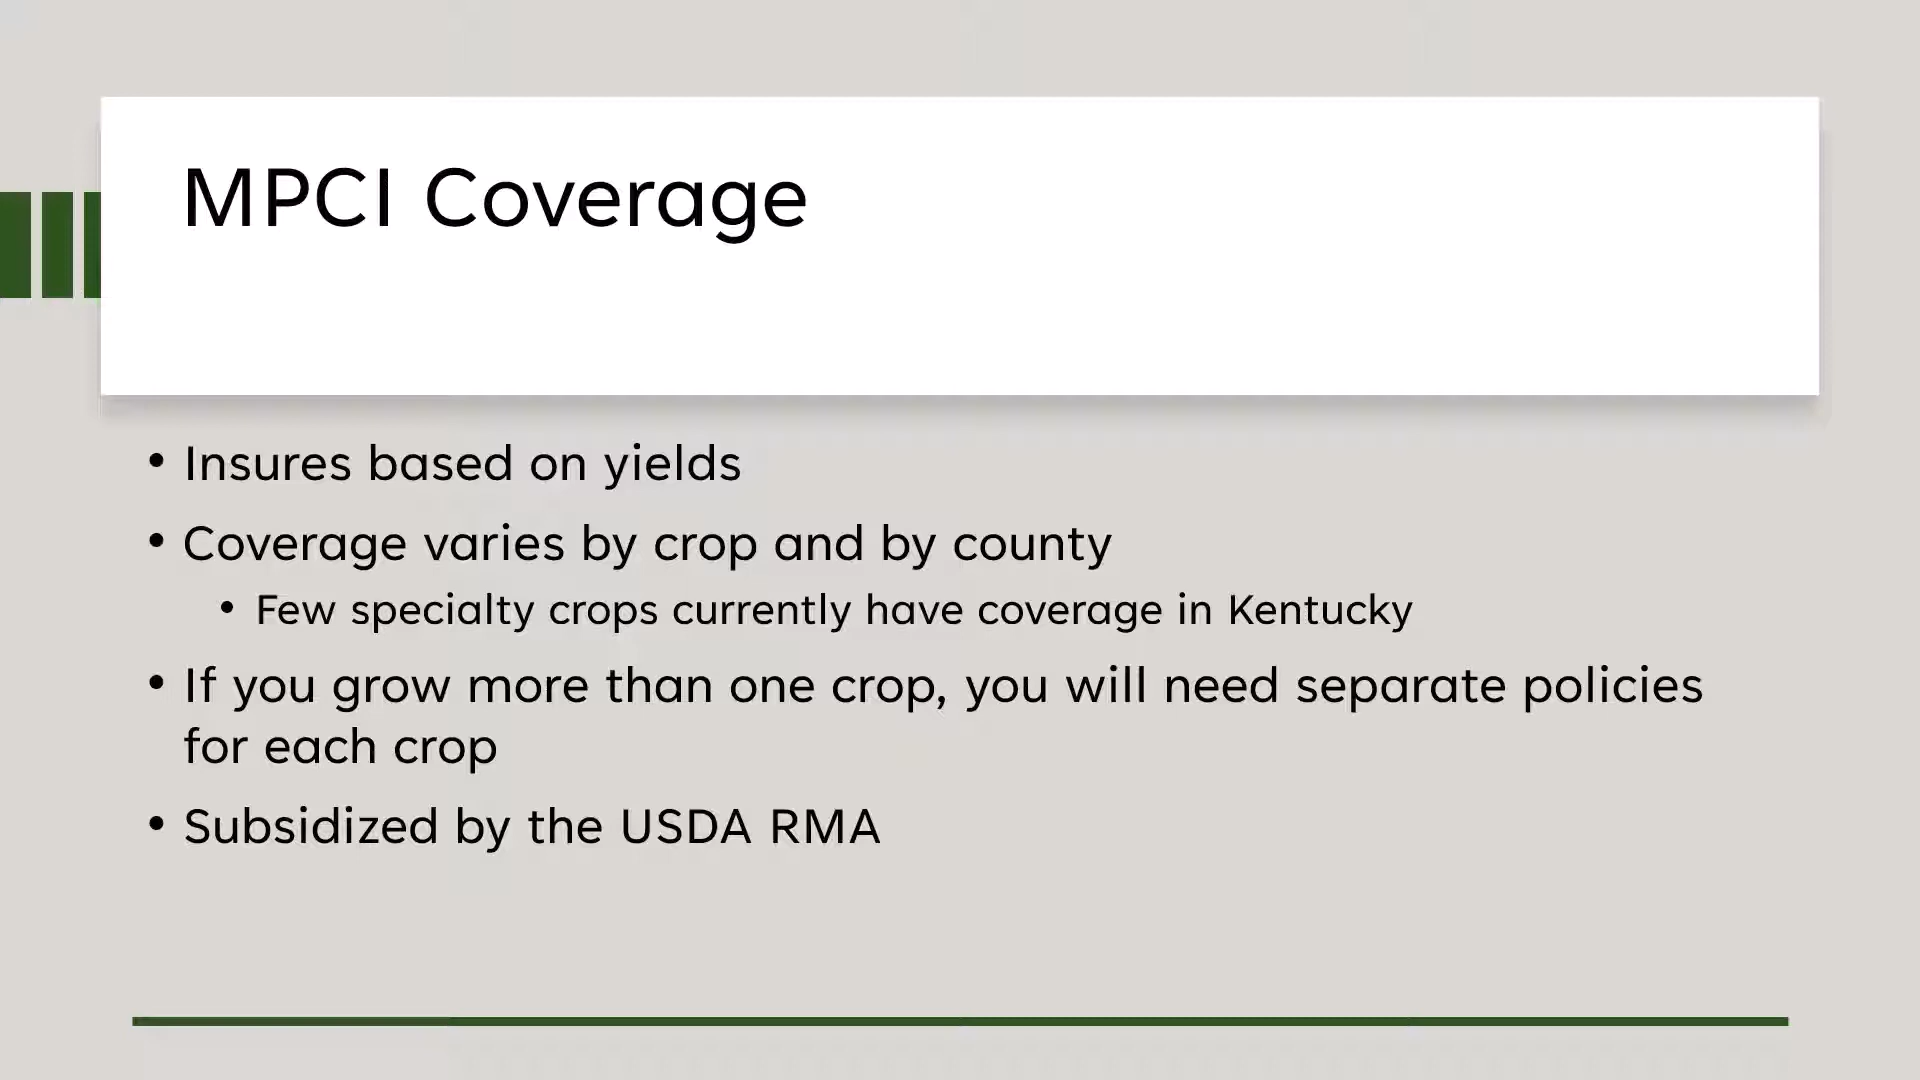 MPCI Coverage
• Insures based on yields
• Coverage varies by crop and by county
• Few specialty crops currently have coverage in Kentucky
• If you grow more than one crop, you will need separate policies
for each crop
• Subsidized by the USDA RMA